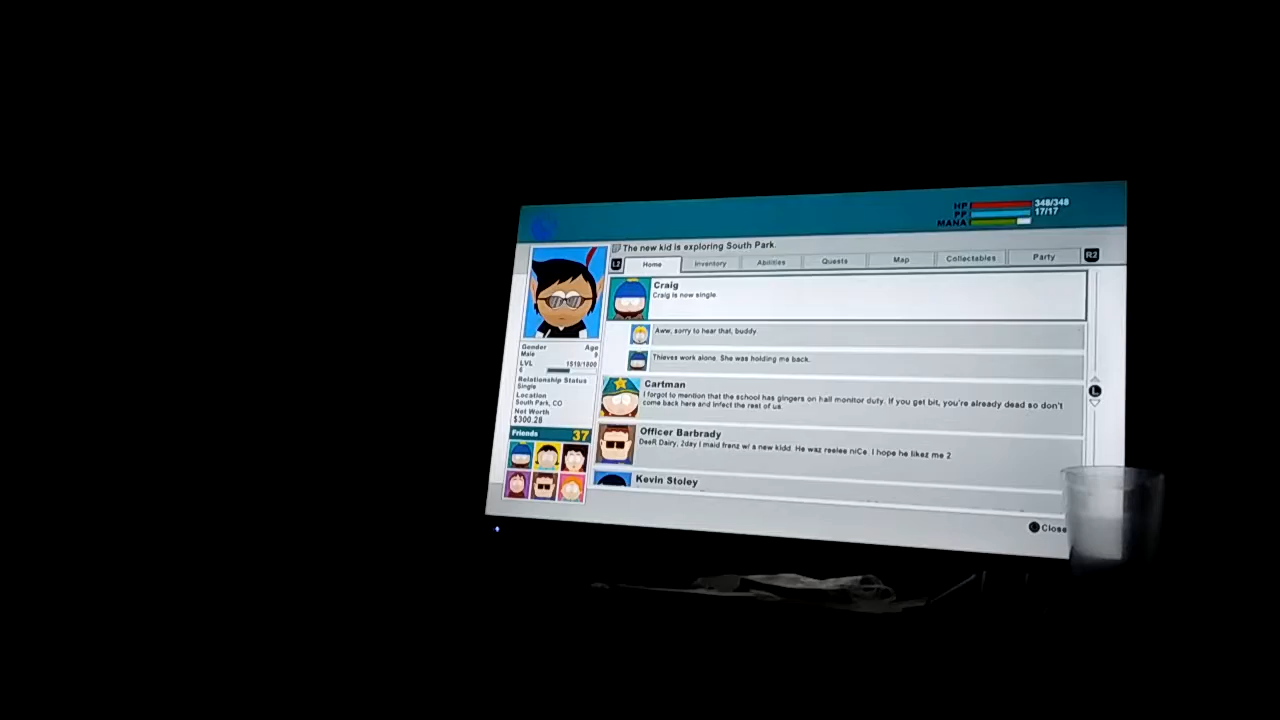 HP 348/348
PP 17/17
MANA
The new kid is exploring South Park.
L2 Home Inventory Abilities Quests Map Collectables Party R2
Craig
Craig is now single.
Aww, sorry to hear that, buddy.
Thieves work alone. She was holding me back.
Cartman
I forgot to mention that the school has gingers on hall monitor duty. If you get bit, you're already dead so don't
come back here and infect the rest of us.
Officer Barbrady
DeeR Dairy, 2day I maid frenz w/ a new kidd. He waz reelee niCe. I hope he likez me 2.
Kevin Stoley
Gender Age
Male 9
LVL 1519/1800
6
Relationship Status
Single
Location
South Park, CO
Net Worth
$300.28
Friends 37
L
Close